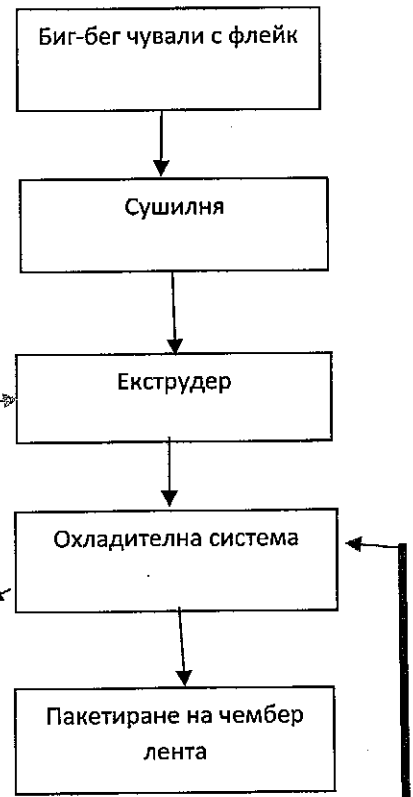 Биг-бег чували с флейк
Сушилня
Екструдер
Охладителна система
Пакетиране на чембер
лента